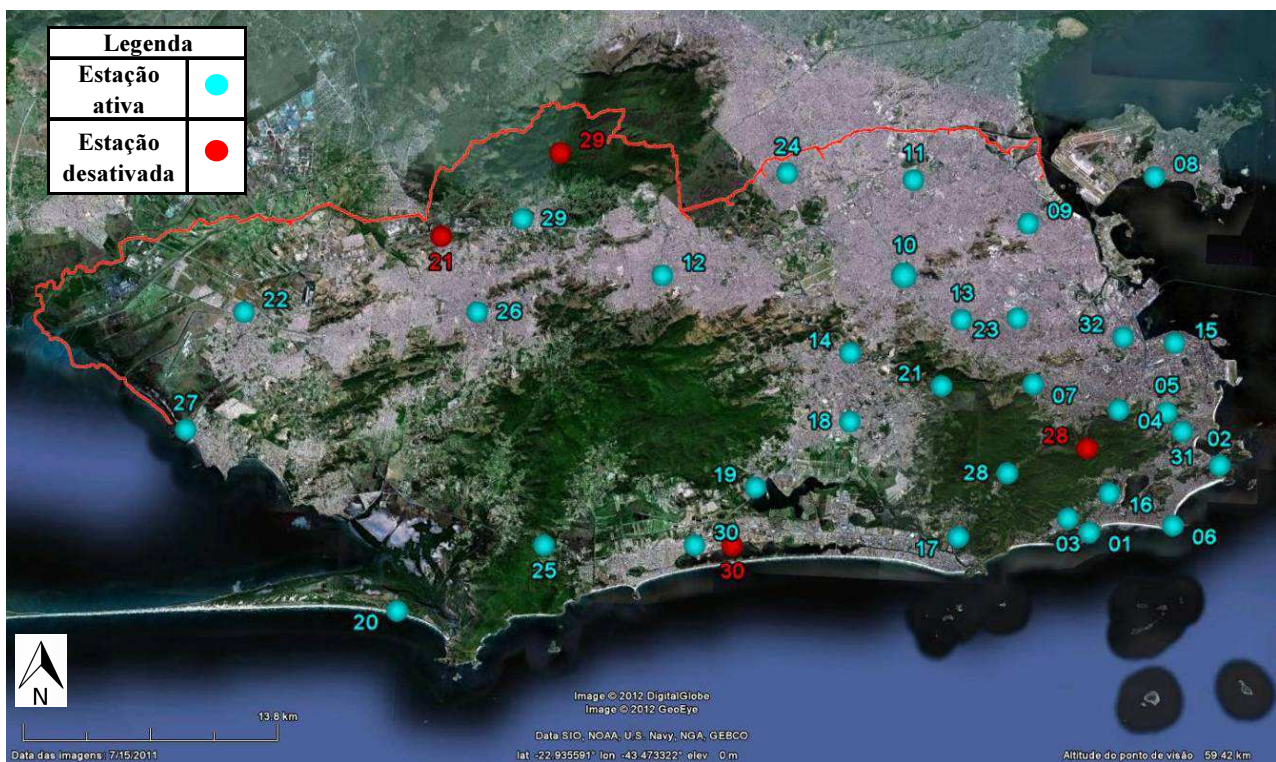 Legenda
Estação
ativa
Estação
desativada
29
24
11
08
29
09
21
12
10
22
26
13
23
32
15
14
21
07
05
04
27
18
28
31
02
28
19
16
30
17
03
01
06
25
30
20
N
13.8 km
Image © 2012 DigitalGlobe
Image © 2012 GeoEye
Data SIO, NOAA, U.S. Navy, NGA, GEBCO
Data das imagens: 7/15/2011
lat -22.935591° lon -43.473322° elev 0 m
Altitude do ponto de visão 59.42 km